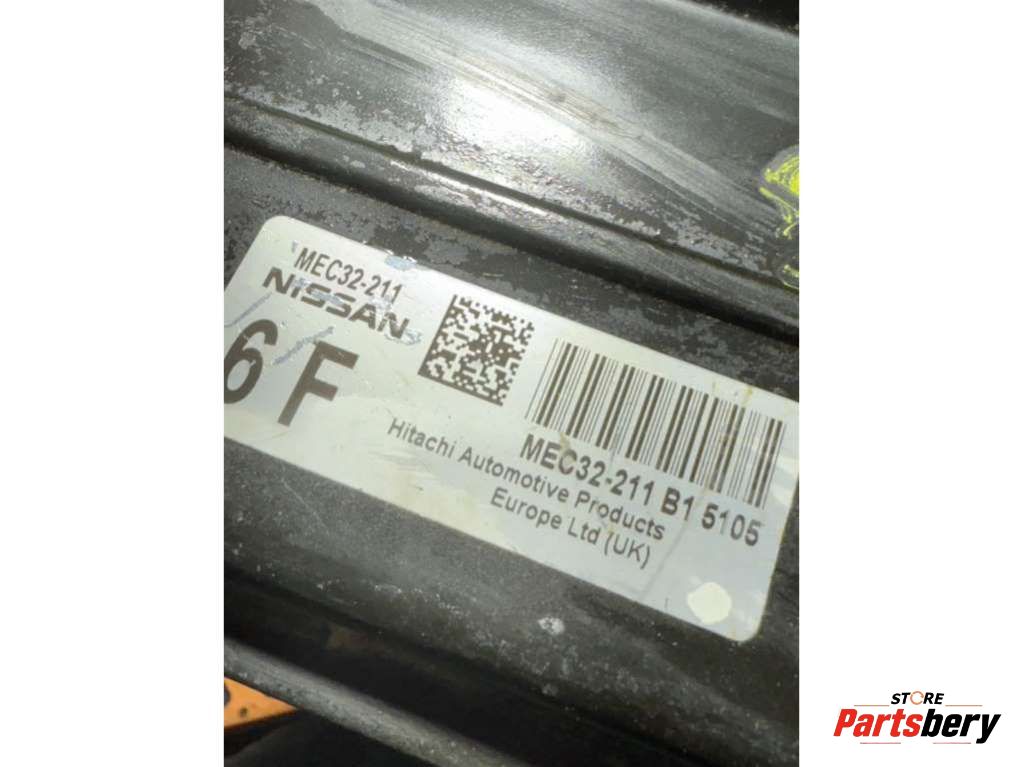 MEC32-211
NISSAN
6 F
MEC32-211 B1 5105
Hitachi Automotive Products
Europe Ltd (UK)
STORE
Partsbery